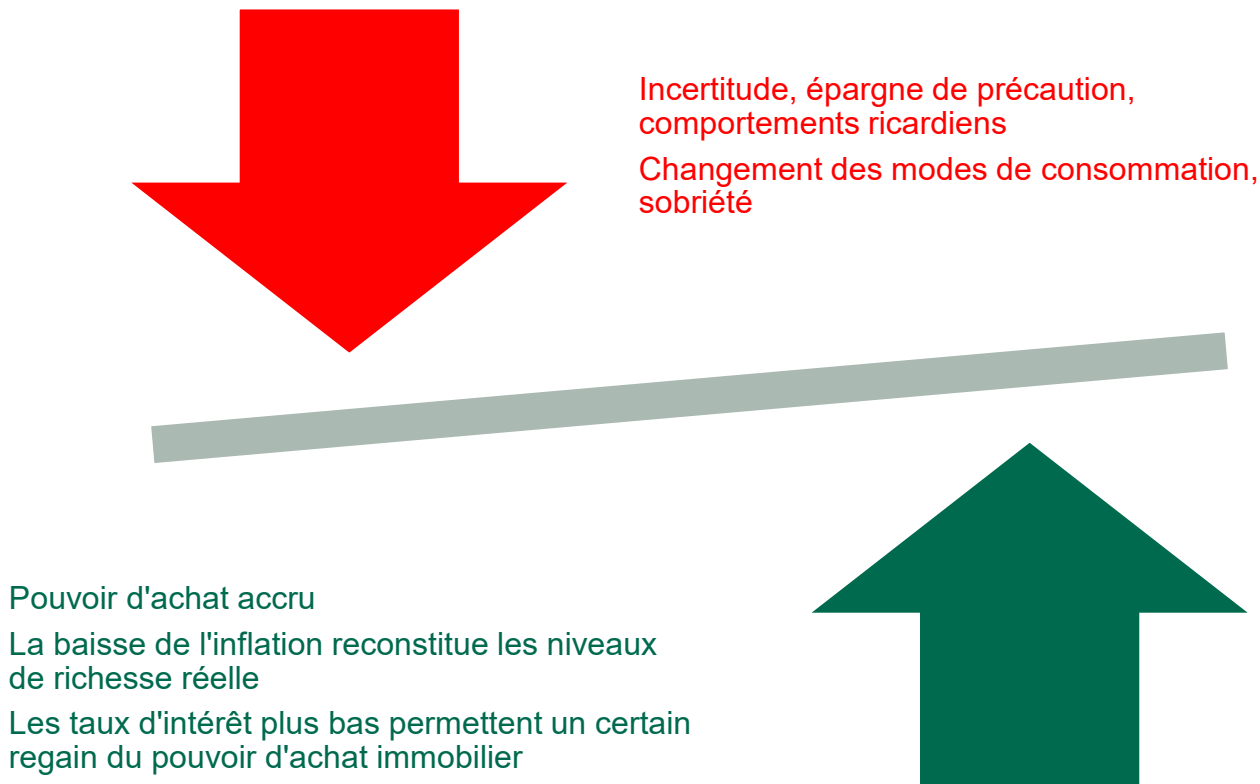 Incertitude, épargne de précaution,
comportements ricardiens
Changement des modes de consommation,
sobriété
Pouvoir d'achat accru
La baisse de l'inflation reconstitue les niveaux
de richesse réelle
Les taux d'intérêt plus bas permettent un certain
regain du pouvoir d'achat immobilier